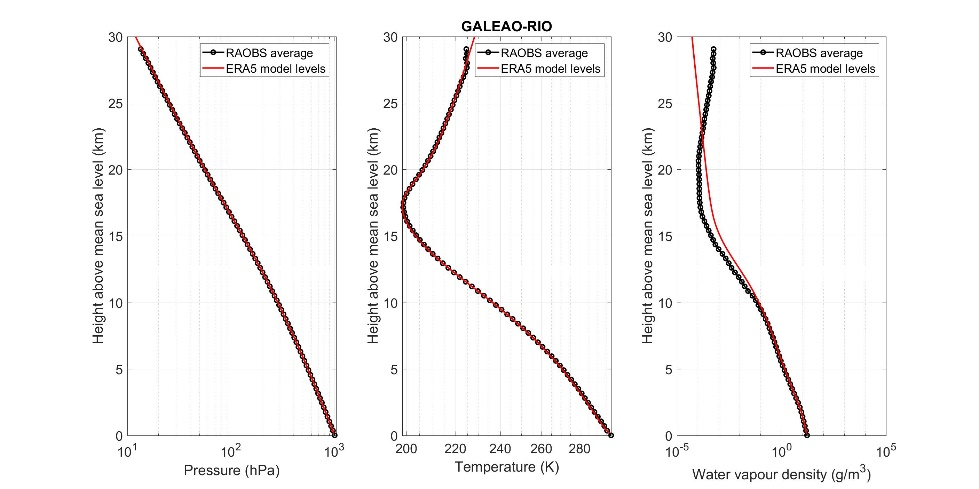 GALEAO-RIO
30
25
20
15
10
5
0
Height above mean sea level (km)
RAOBS average
ERA5 model levels
10^1 10^2 10^3
Pressure (hPa)
30
25
20
15
10
5
0
Height above mean sea level (km)
RAOBS average
ERA5 model levels
200 220 240 260 280
Temperature (K)
30
25
20
15
10
5
0
Height above mean sea level (km)
RAOBS average
ERA5 model levels
10^-5 10^0 10^5
Water vapour density (g/m^3)